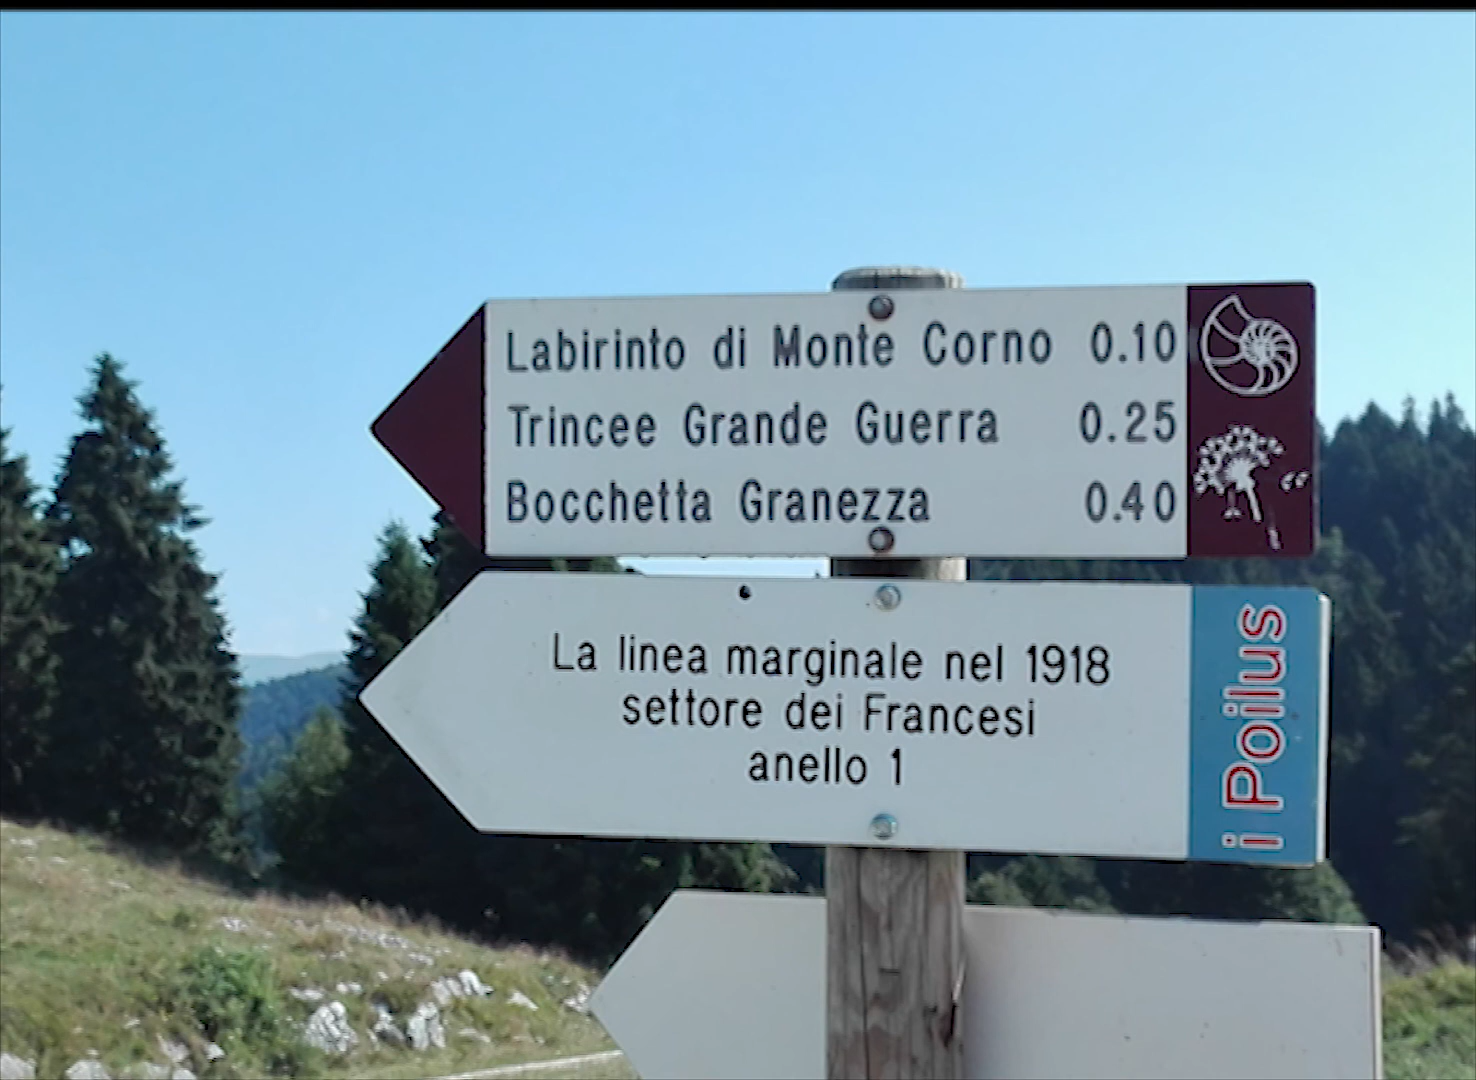 Labirinto di Monte Corno 0.10
Trincee Grande Guerra 0.25
Bocchetta Granezza 0.40
La linea marginale nel 1918
settore dei Francesi
anello 1
i Poilus